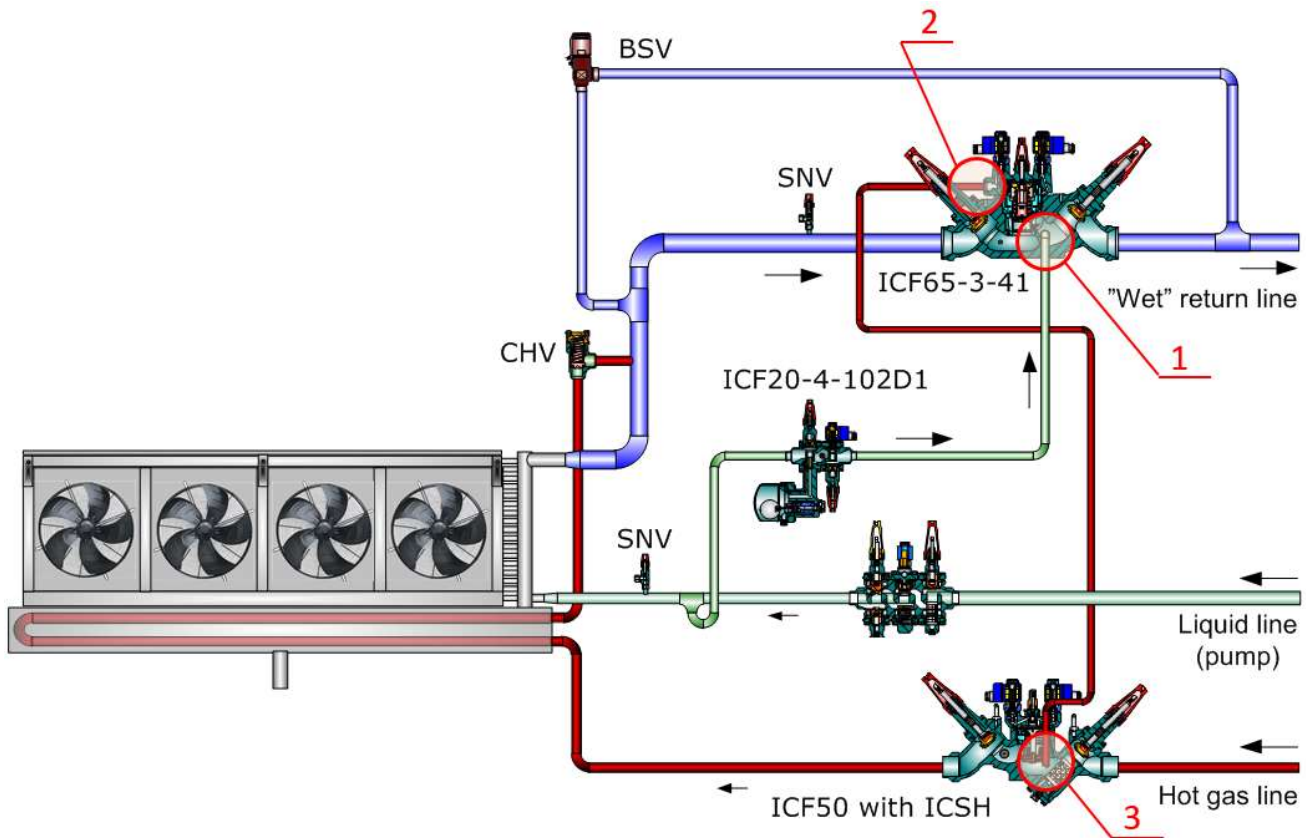 2
BSV
SNV
ICF65-3-41
”Wet” return line
1
CHV
ICF20-4-102D1
SNV
Liquid line
(pump)
ICF50 with ICSH
Hot gas line
3